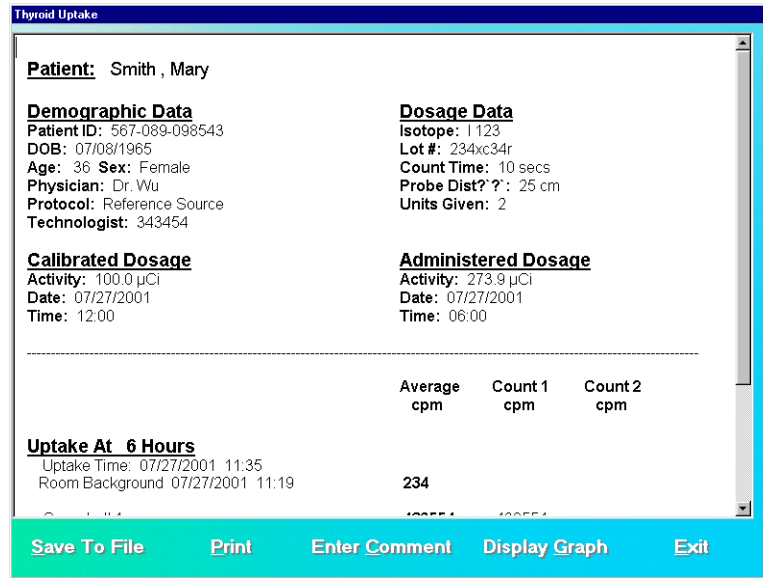 Thyroid Uptake
Patient: Smith , Mary
Demographic Data
Patient ID: 567-089-098543
DOB: 07/08/1965
Age: 36 Sex: Female
Physician: Dr. Wu
Protocol: Reference Source
Technologist: 343454
Dosage Data
Isotope: I 123
Lot #: 234xc34r
Count Time: 10 secs
Probe Dist?`?`: 25 cm
Units Given: 2
Calibrated Dosage
Activity: 100.0 µCi
Date: 07/27/2001
Time: 12:00
Administered Dosage
Activity: 273.9 µCi
Date: 07/27/2001
Time: 06:00
--------------------------------------------------------------------------------
Average Count 1 Count 2
cpm cpm cpm
Uptake At 6 Hours
Uptake Time: 07/27/2001 11:35
Room Background 07/27/2001 11:19 234
Save To File Print Enter Comment Display Graph Exit